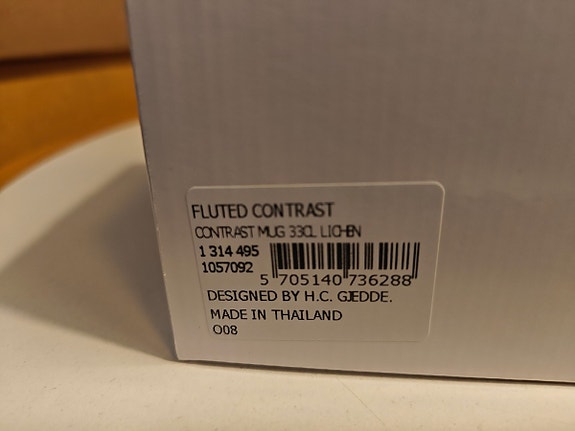 FLUTED CONTRAST
CONTRAST MUG 33CL LICHEN
1 314 495
1057092
5 705140 736288
DESIGNED BY H.C. GJEDDE.
MADE IN THAILAND
O08